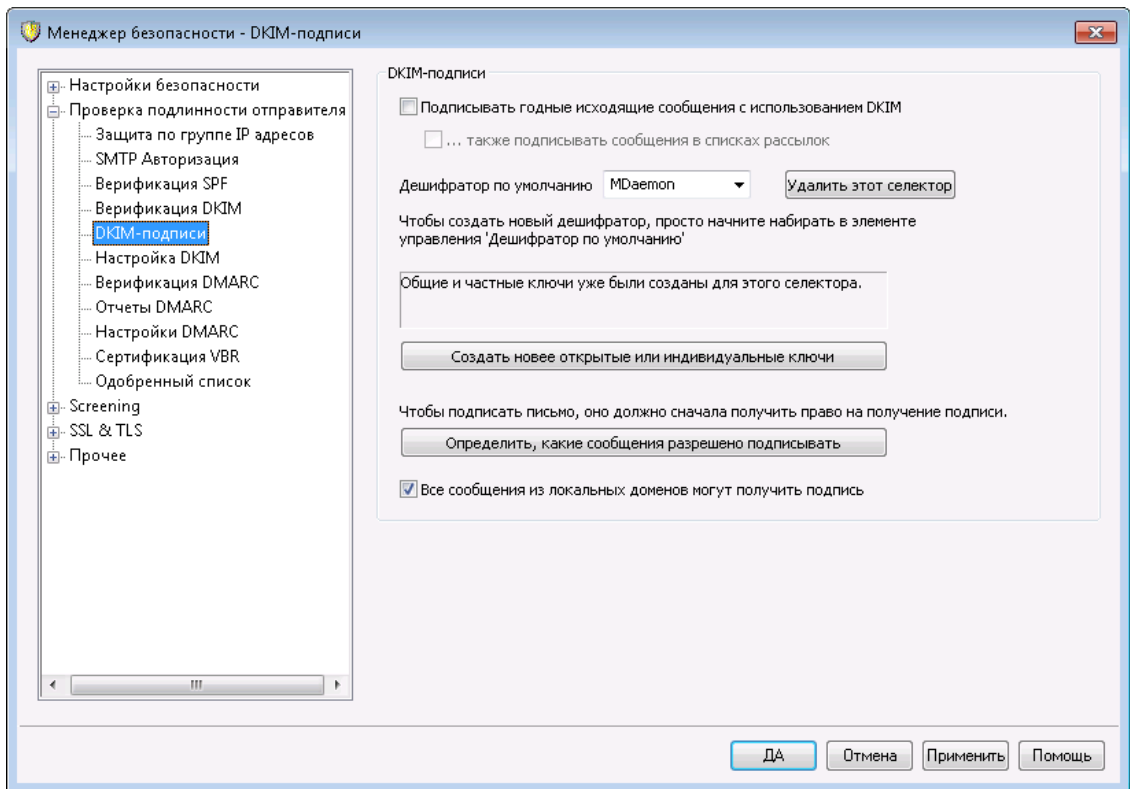 Менеджер безопасности - DKIM-подписи
Настройки безопасности
Проверка подлинности отправителя
Защита по группе IP адресов
SMTP Авторизация
Верификация SPF
Верификация DKIM
DKIM-подписи
Настройка DKIM
Верификация DMARC
Отчеты DMARC
Настройки DMARC
Сертификация VBR
Одобренный список
Screening
SSL & TLS
Прочее
DKIM-подписи
Подписывать годные исходящие сообщения с использованием DKIM
... также подписывать сообщения в списках рассылок
Дешифратор по умолчанию MDaemon Удалить этот селектор
Чтобы создать новый дешифратор, просто начните набирать в элементе
управления 'Дешифратор по умолчанию'
Общие и частные ключи уже были созданы для этого селектора.
Создать новее открытые или индивидуальные ключи
Чтобы подписать письмо, оно должно сначала получить право на получение подписи.
Определить, какие сообщения разрешено подписывать
Все сообщения из локальных доменов могут получить подпись
ДА Отмена Применить Помощь